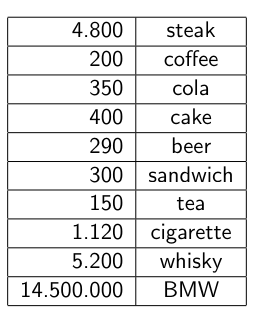 4.800 steak
200 coffee
350 cola
400 cake
290 beer
300 sandwich
150 tea
1.120 cigarette
5.200 whisky
14.500.000 BMW